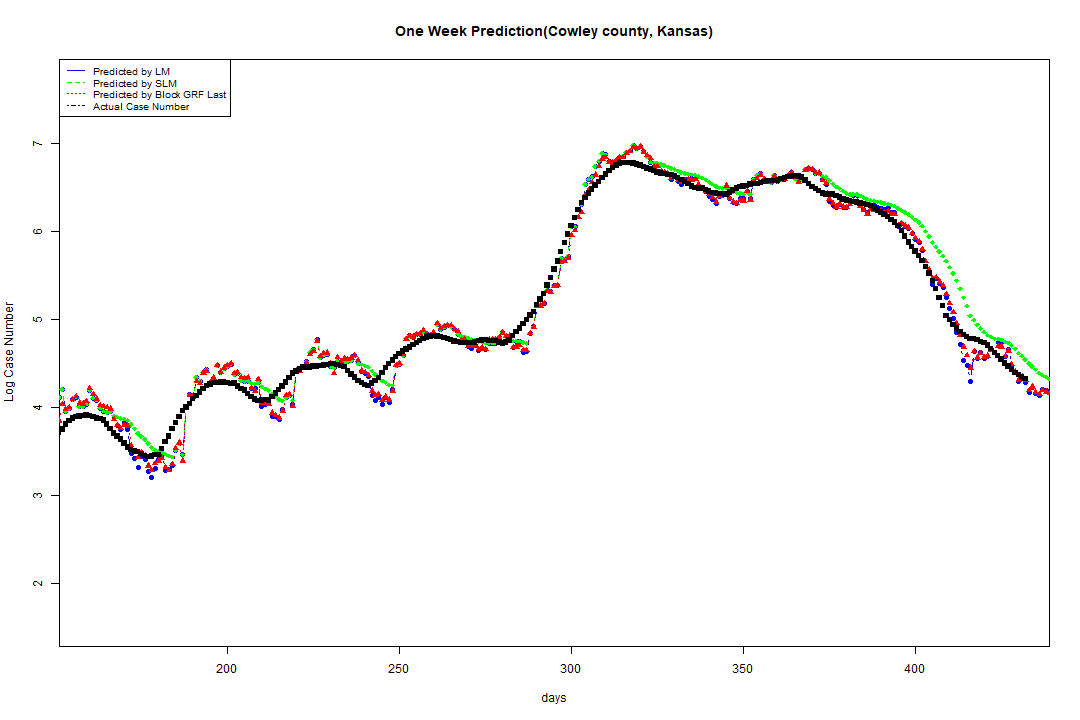 One Week Prediction(Cowley county, Kansas)
Predicted by LM
Predicted by SLM
Predicted by Block GRF Last
Actual Case Number
7
6
5
4
3
2
Log Case Number
200 250 300 350 400
days